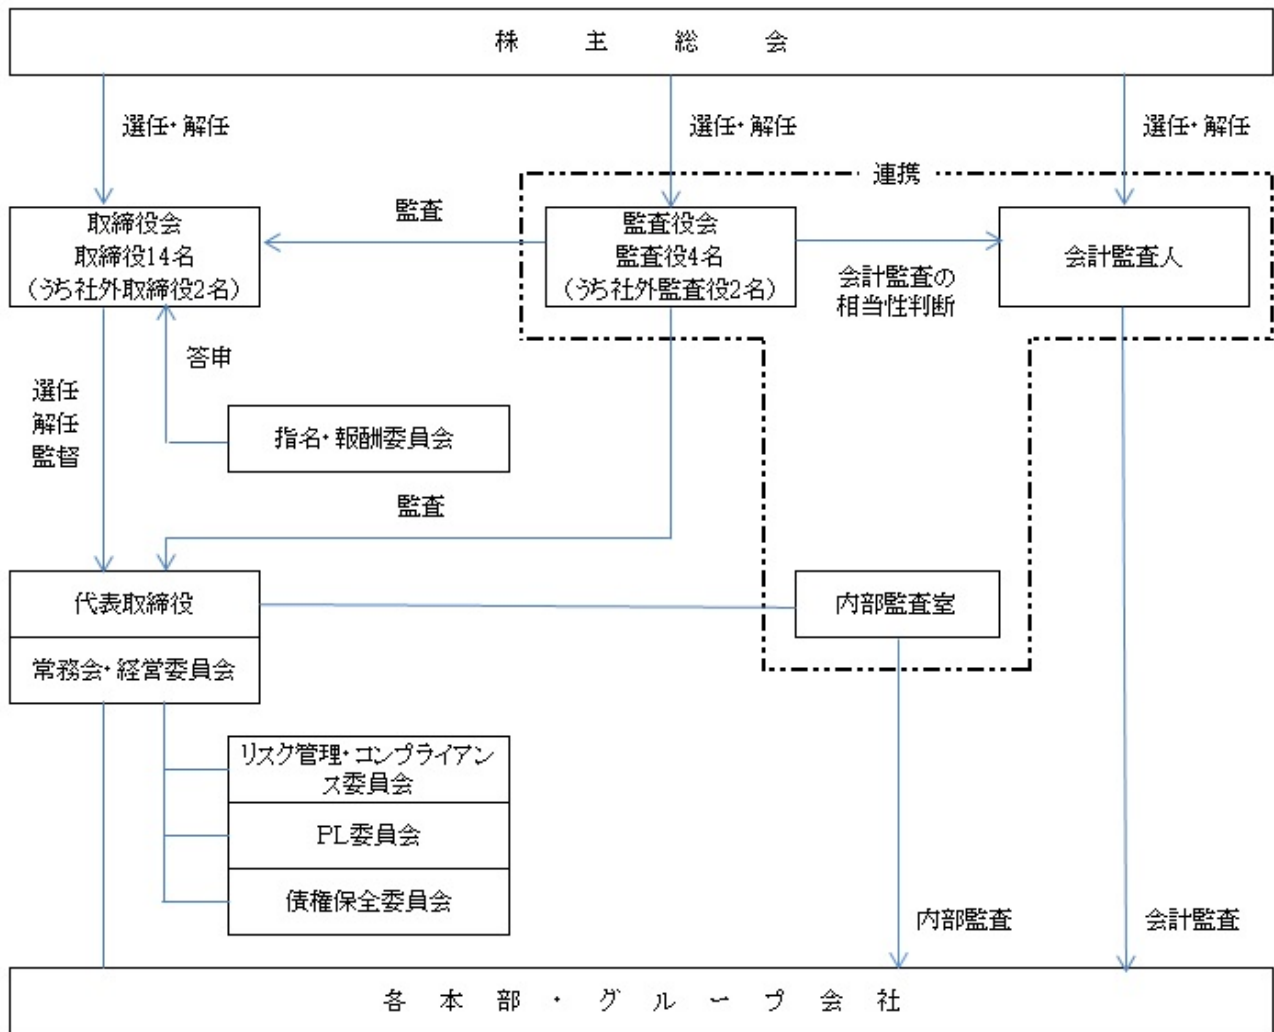 株主総会
選任・解任
選任・解任
選任・解任
連携
取締役会
取締役14名
(うち社外取締役2名)
監査
監査役会
監査役4名
(うち社外監査役2名)
会計監査の
相当性判断
会計監査人
答申
選任
解任
監督
指名・報酬委員会
監査
代表取締役
内部監査室
常務会・経営委員会
リスク管理・コンプライアン
ス委員会
PL委員会
債権保全委員会
内部監査
会計監査
各本部・グループ会社